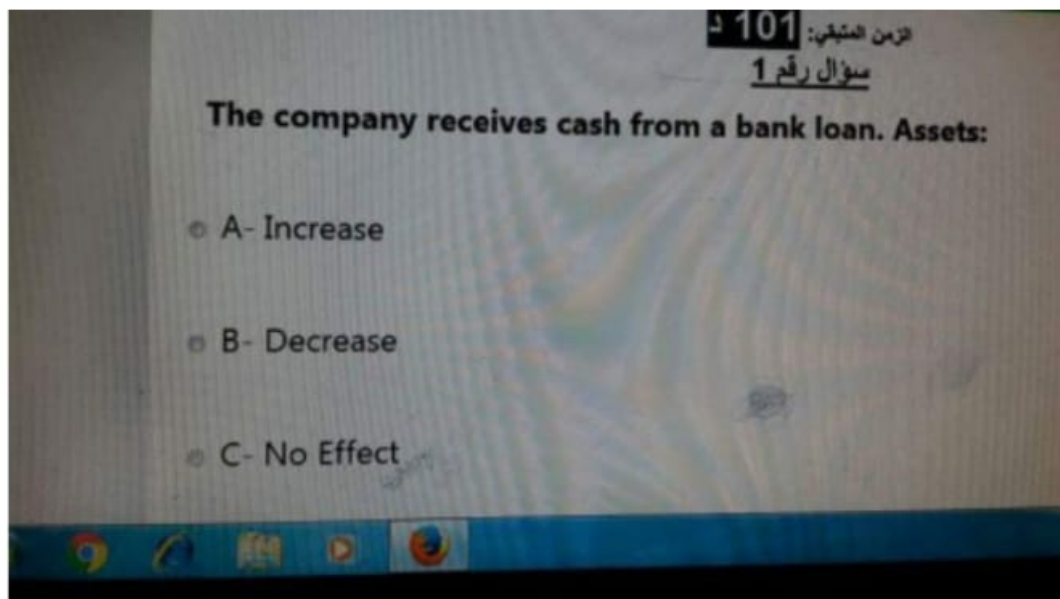 الزمن المتبقي: 101 د
سؤال رقم 1
The company receives cash from a bank loan. Assets:
A- Increase
B- Decrease
C- No Effect